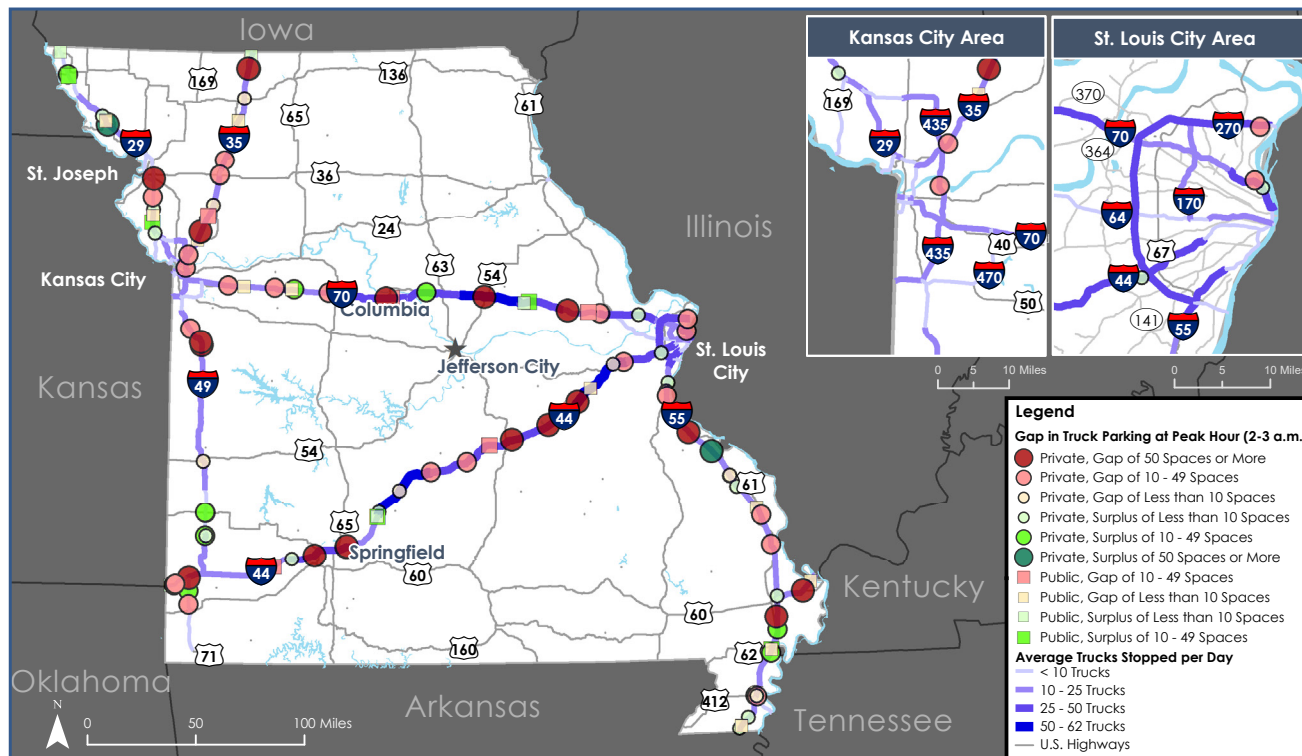 Iowa
169
136
65
61
29
35
St. Joseph
36
24
63
54
Illinois
Kansas City
70
Columbia
Jefferson City
St. Louis
City
Kansas
49
44
55
54
61
65
Springfield
44
60
60
Kentucky
71
160
62
412
Oklahoma
Arkansas
Tennessee
N
0 50 100 Miles
Kansas City Area
169
35
435
29
70
435
40
470
50
0 5 10 Miles
St. Louis City Area
370
70
270
364
64
170
67
44
141
55
0 5 10 Miles
Legend
Gap in Truck Parking at Peak Hour (2-3 a.m.
Private, Gap of 50 Spaces or More
Private, Gap of 10 - 49 Spaces
Private, Gap of Less than 10 Spaces
Private, Surplus of Less than 10 Spaces
Private, Surplus of 10 - 49 Spaces
Private, Surplus of 50 Spaces or More
Public, Gap of 10 - 49 Spaces
Public, Gap of Less than 10 Spaces
Public, Surplus of Less than 10 Spaces
Public, Surplus of 10 - 49 Spaces
Average Trucks Stopped per Day
< 10 Trucks
10 - 25 Trucks
25 - 50 Trucks
50 - 62 Trucks
U.S. Highways